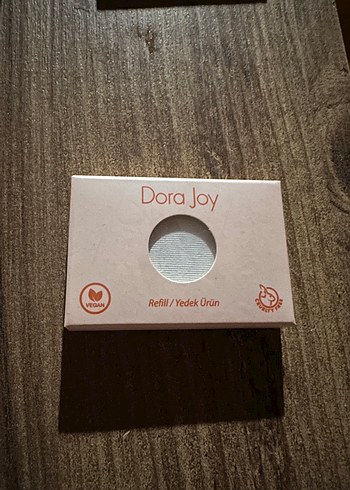 Dora Joy
VEGAN
Refill / Yedek Ürün
CRUELTY FREE